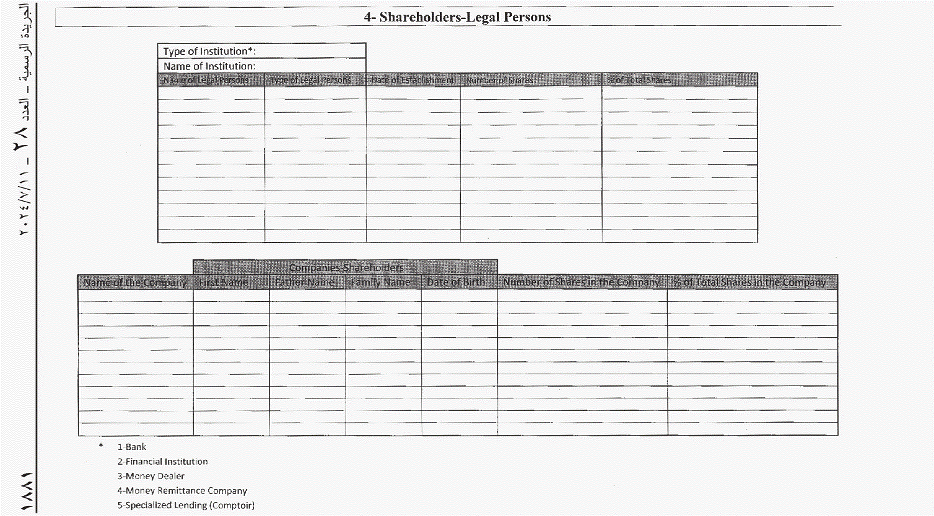 الجريدة الرسمية – العدد ٢٨ – ٢٠٢٤/٧/١١
4- Shareholders-Legal Persons
Type of Institution*:
Name of Institution:
Name of Legal Persons Type of Legal Persons Date of Establishment Number of Shares % of Total Shares
Companies Shareholders
Name of the Company First Name Father Name Family Name Date of Birth Number of Shares in the Company % of Total Shares in the Company
* 1-Bank
2-Financial Institution
3-Money Dealer
4-Money Remittance Company
5-Specialized Lending (Comptoir)
١٨٨١